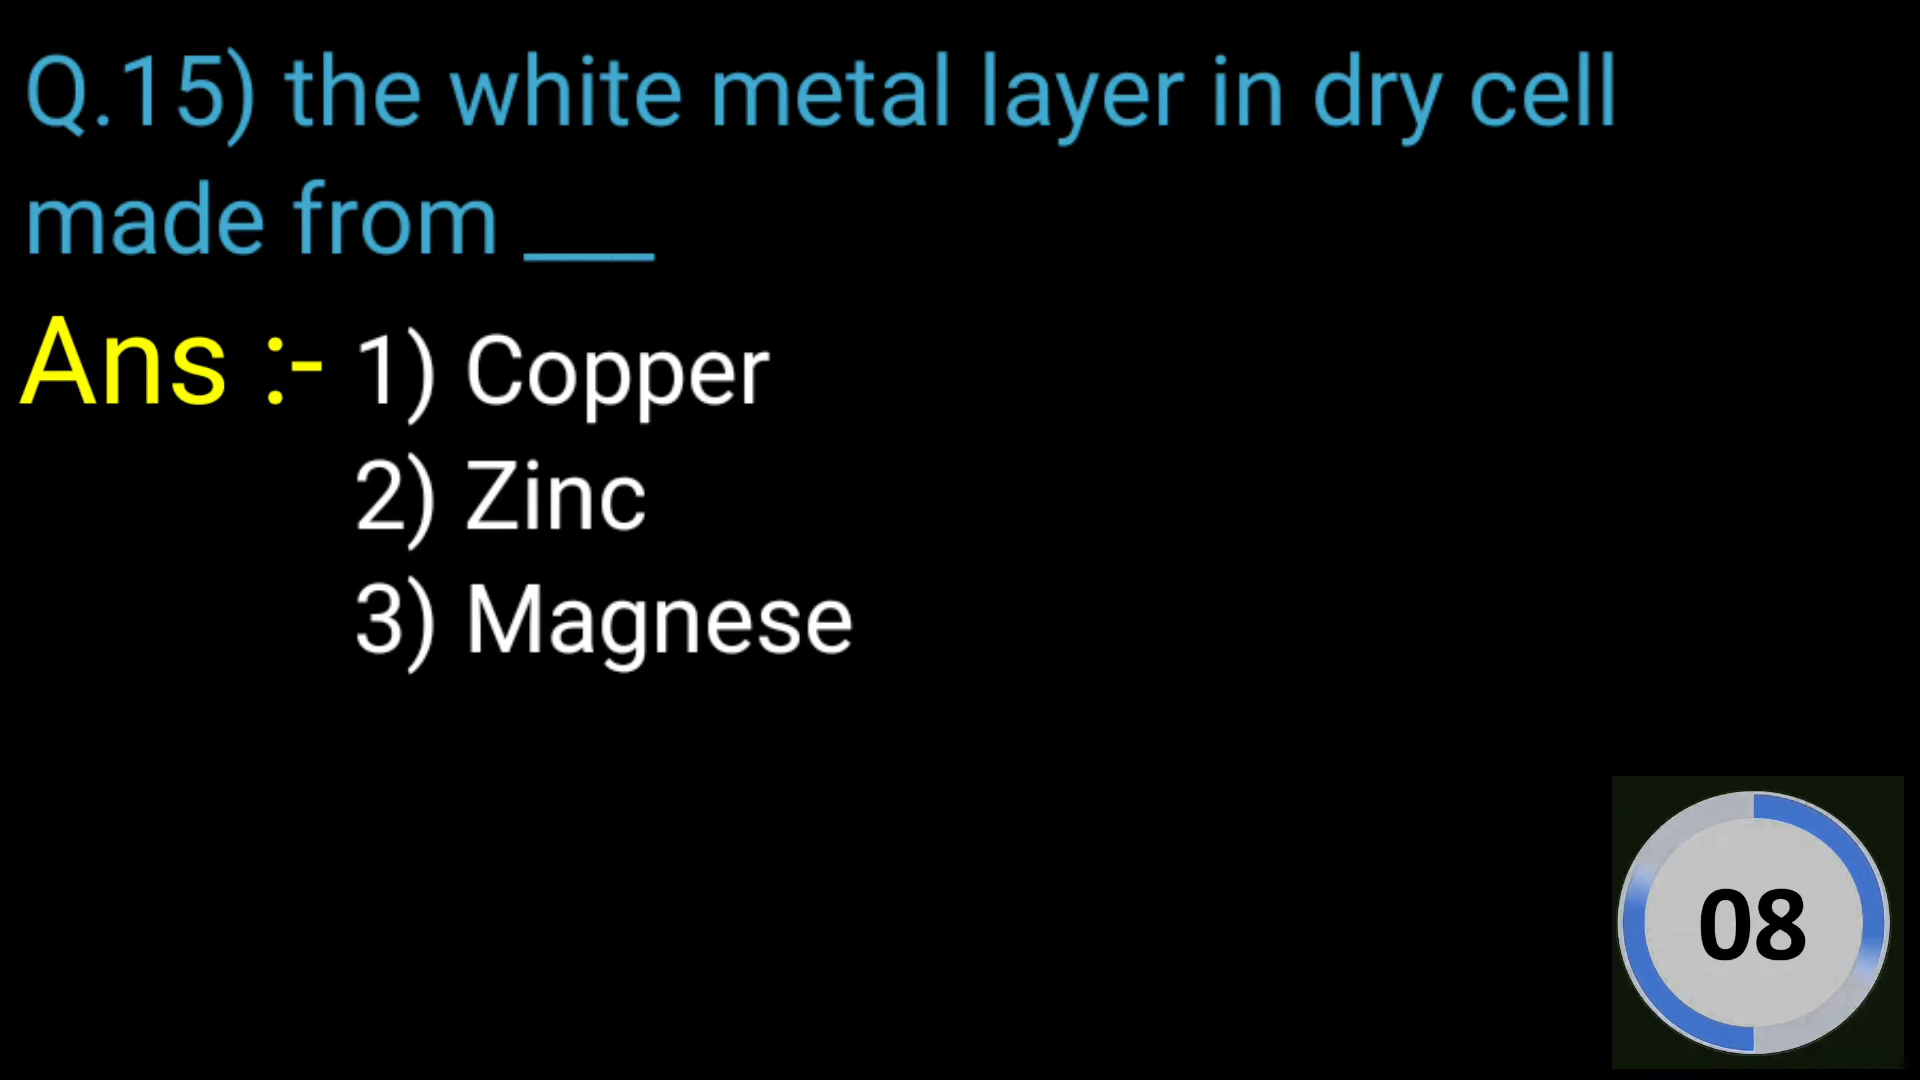 Q.15) the white metal layer in dry cell
made from ___
Ans :- 1) Copper
2) Zinc
3) Magnese
08